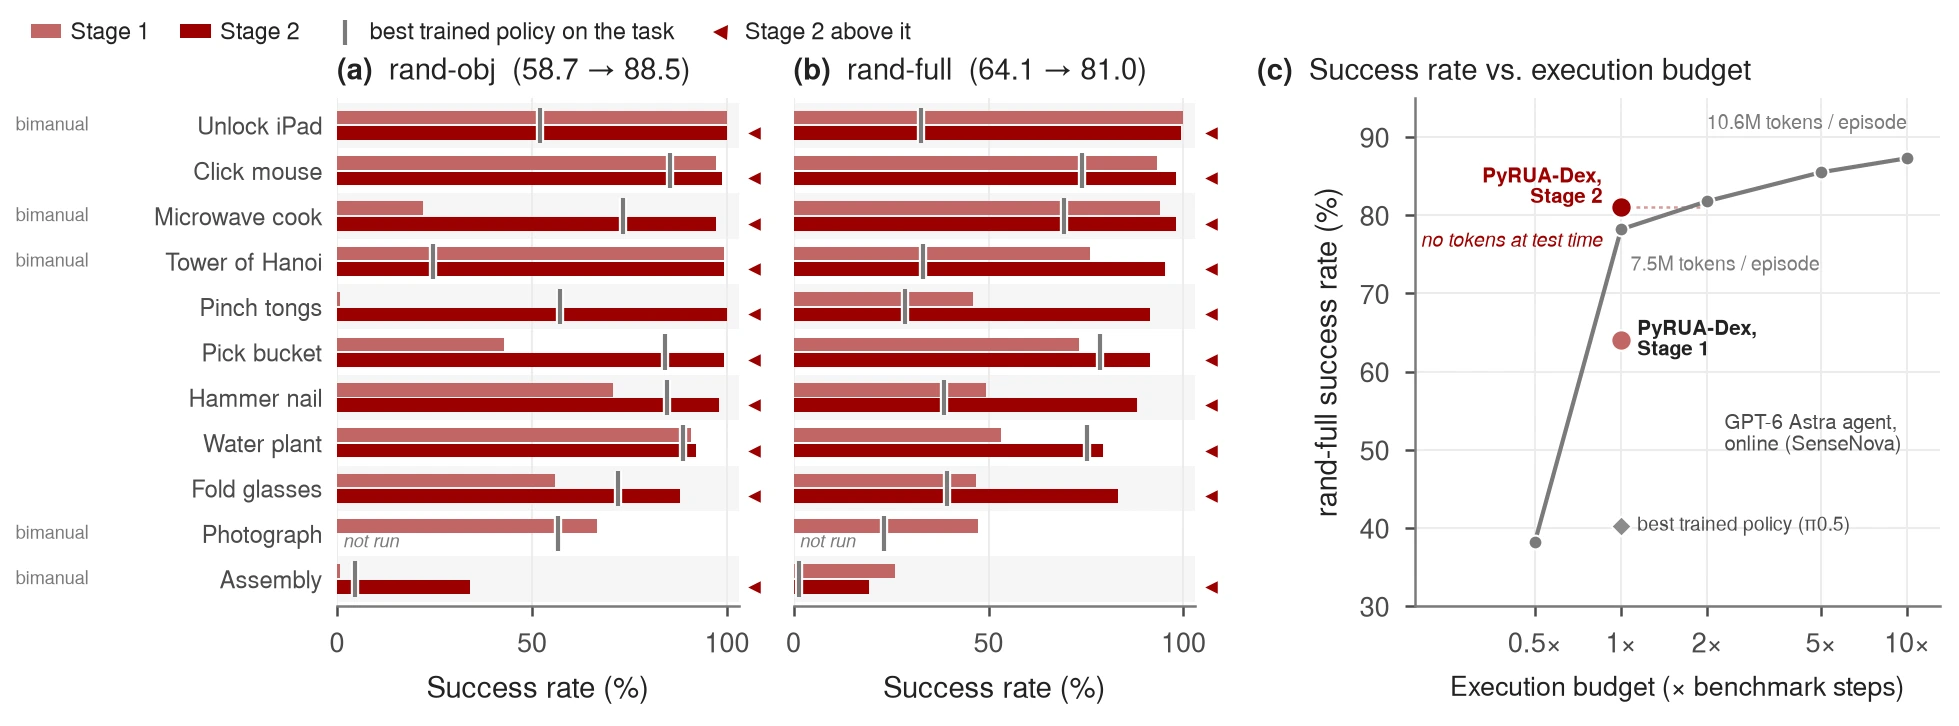 Stage 1
Stage 2
best trained policy on the task
Stage 2 above it
(a) rand-obj (58.7 → 88.5)
bimanual
Unlock iPad
Click mouse
bimanual
Microwave cook
bimanual
Tower of Hanoi
Pinch tongs
Pick bucket
Hammer nail
Water plant
Fold glasses
bimanual
Photograph
not run
bimanual
Assembly
0
50
100
Success rate (%)
(b) rand-full (64.1 → 81.0)
not run
0
50
100
Success rate (%)
(c) Success rate vs. execution budget
rand-full success rate (%)
90
80
70
60
50
40
30
10.6M tokens / episode
PyRUA-Dex,
Stage 2
no tokens at test time
7.5M tokens / episode
PyRUA-Dex,
Stage 1
GPT-6 Astra agent,
online (SenseNova)
best trained policy (π0.5)
0.5×
1×
2×
5×
10×
Execution budget (× benchmark steps)